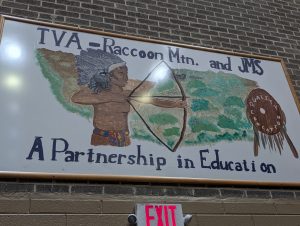 TVA - Raccoon Mtn. and JMS
A Partnership in Education
EXIT